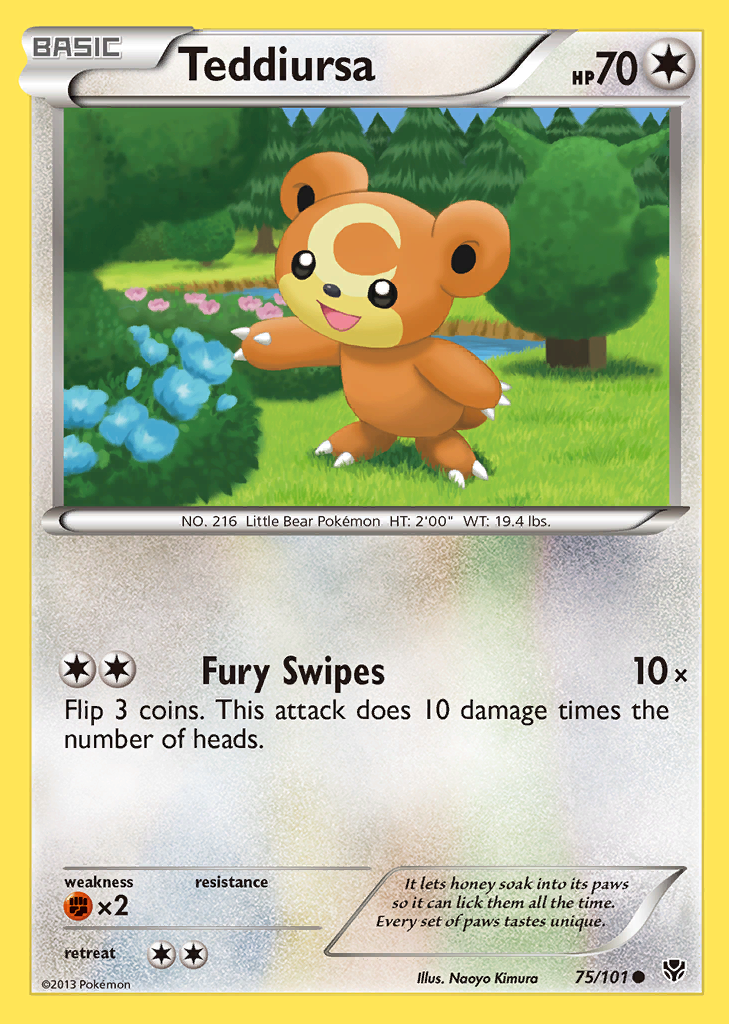 BASIC
Teddiursa
HP70
NO. 216 Little Bear Pokémon HT: 2'00" WT: 19.4 lbs.
Fury Swipes 10×
Flip 3 coins. This attack does 10 damage times the
number of heads.
weakness resistance
×2
retreat
It lets honey soak into its paws
so it can lick them all the time.
Every set of paws tastes unique.
©2013 Pokémon
Illus. Naoyo Kimura
75/101